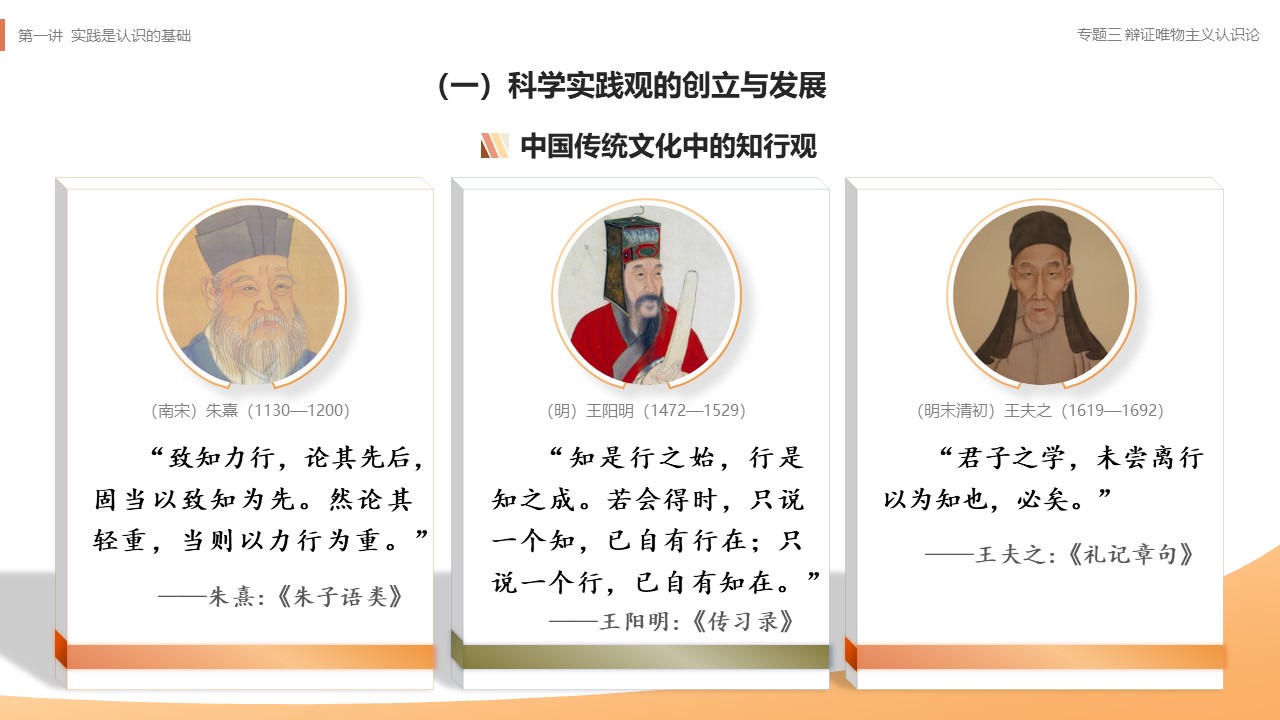 第一讲 实践是认识的基础
专题三 辩证唯物主义认识论
（一）科学实践观的创立与发展
中国传统文化中的知行观
（南宋）朱熹（1130—1200）
“致知力行，论其先后，
固当以致知为先。然论其
轻重，当则以力行为重。”
——朱熹：《朱子语类》
（明）王阳明（1472—1529）
“知是行之始，行是
知之成。若会得时，只说
一个知，已自有行在；只
说一个行，已自有知在。”
——王阳明：《传习录》
（明末清初）王夫之（1619—1692）
“君子之学，未尝离行
以为知也，必矣。”
——王夫之：《礼记章句》